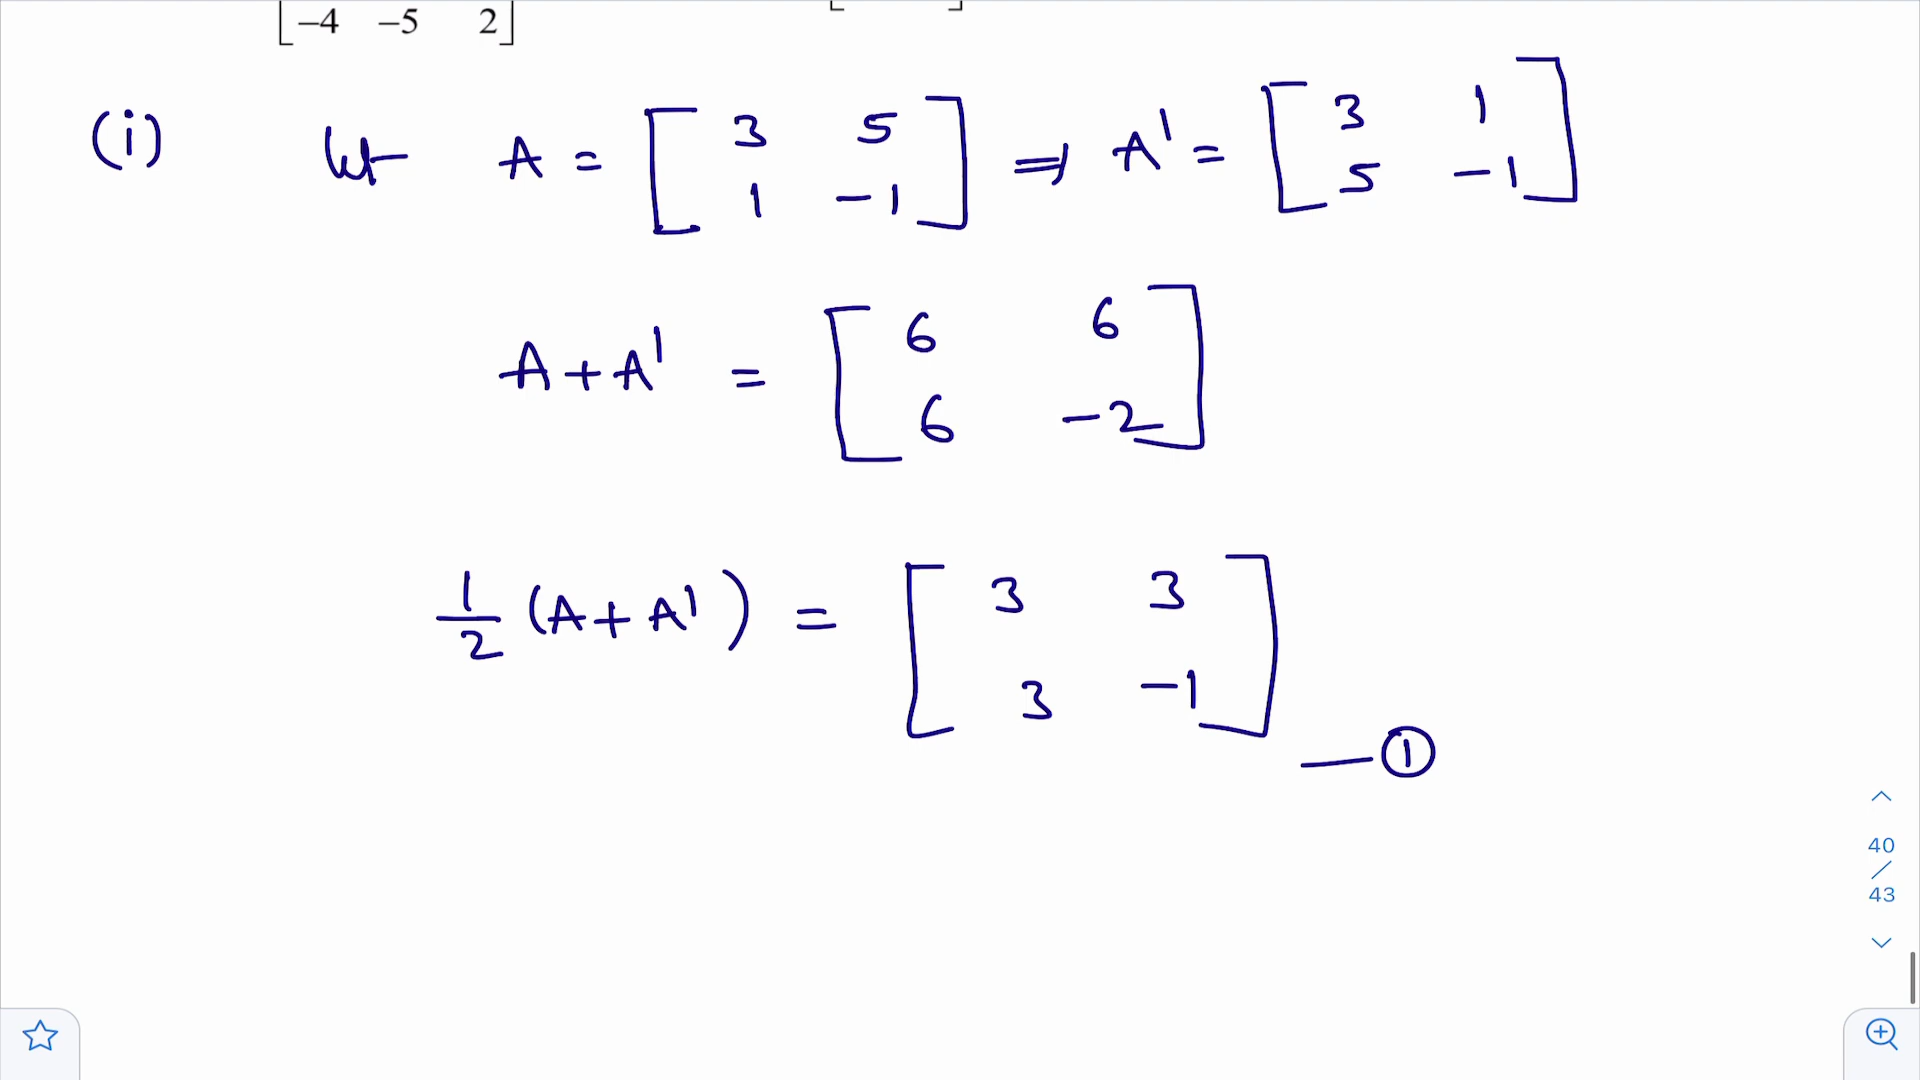 -4 -5 2
(i) let A = [ 3 5 ⇒ A' = [ 3 1
1 -1 ] 5 -1 ]
A + A' = [ 6 6
6 -2 ]
1/2 (A + A') = [ 3 3
3 -1 ]
— ①
40
/
43